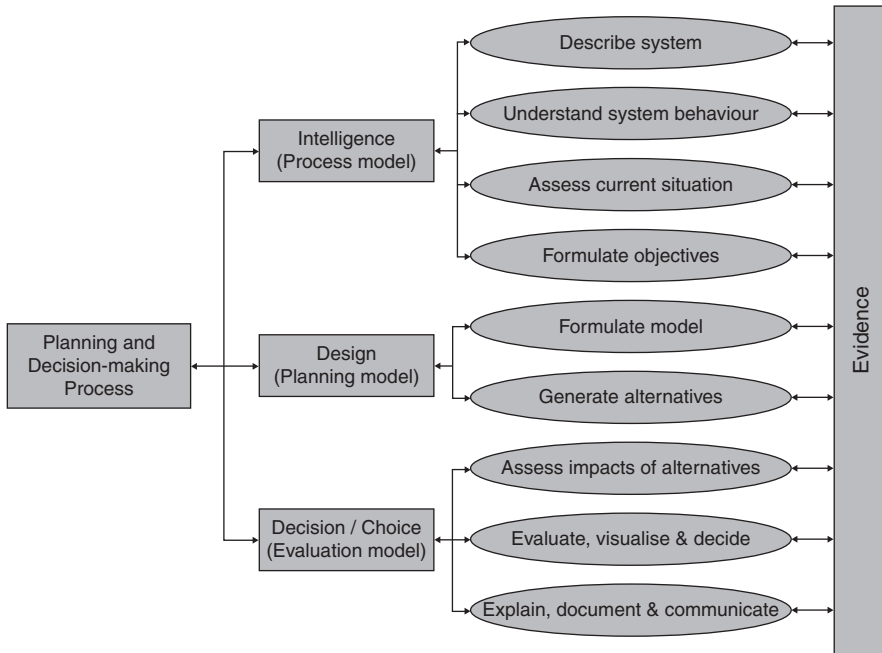 Planning and
Decision-making
Process
Intelligence
(Process model)
Describe system
Understand system behaviour
Assess current situation
Formulate objectives
Design
(Planning model)
Formulate model
Generate alternatives
Decision / Choice
(Evaluation model)
Assess impacts of alternatives
Evaluate, visualise & decide
Explain, document & communicate
Evidence